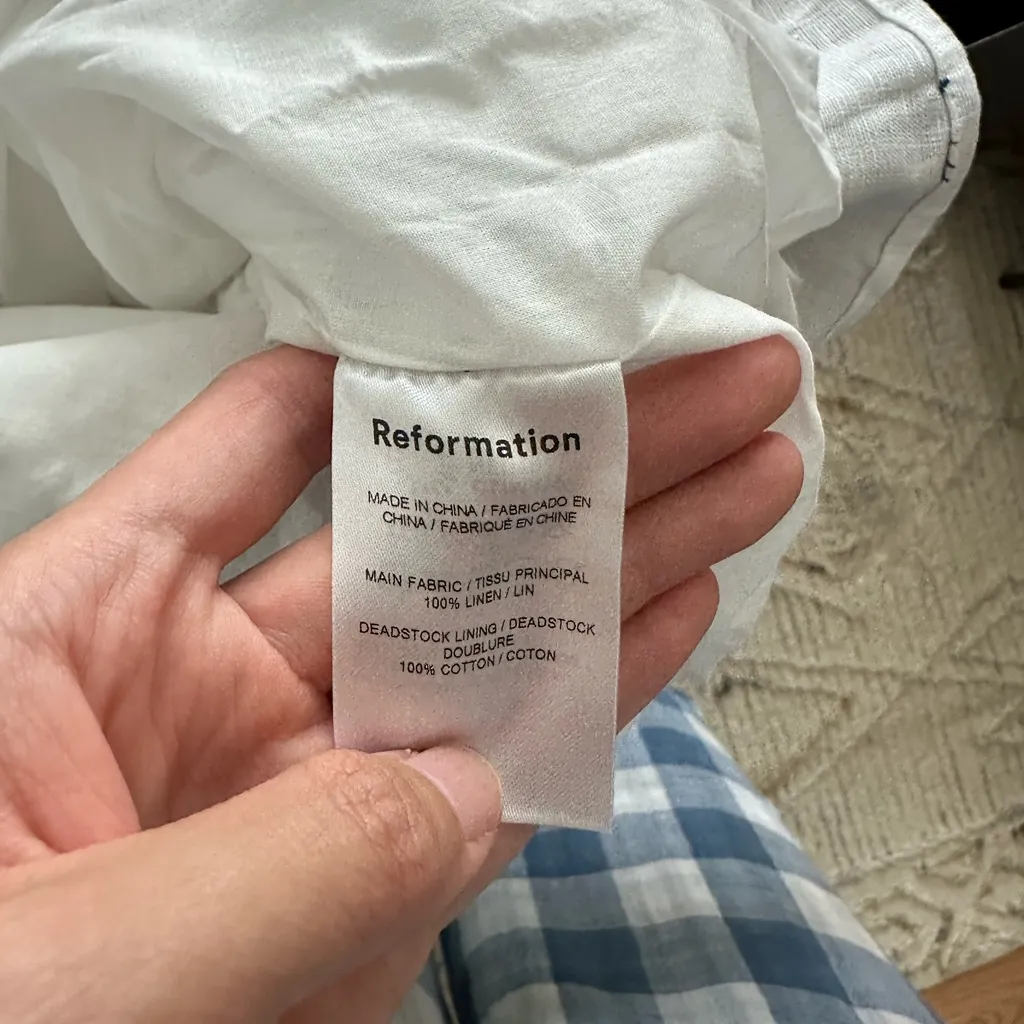 Reformation
MADE IN CHINA / FABRICADO EN
CHINA / FABRIQUÉ EN CHINE
MAIN FABRIC / TISSU PRINCIPAL
100% LINEN / LIN
DEADSTOCK LINING / DEADSTOCK
DOUBLURE
100% COTTON / COTON